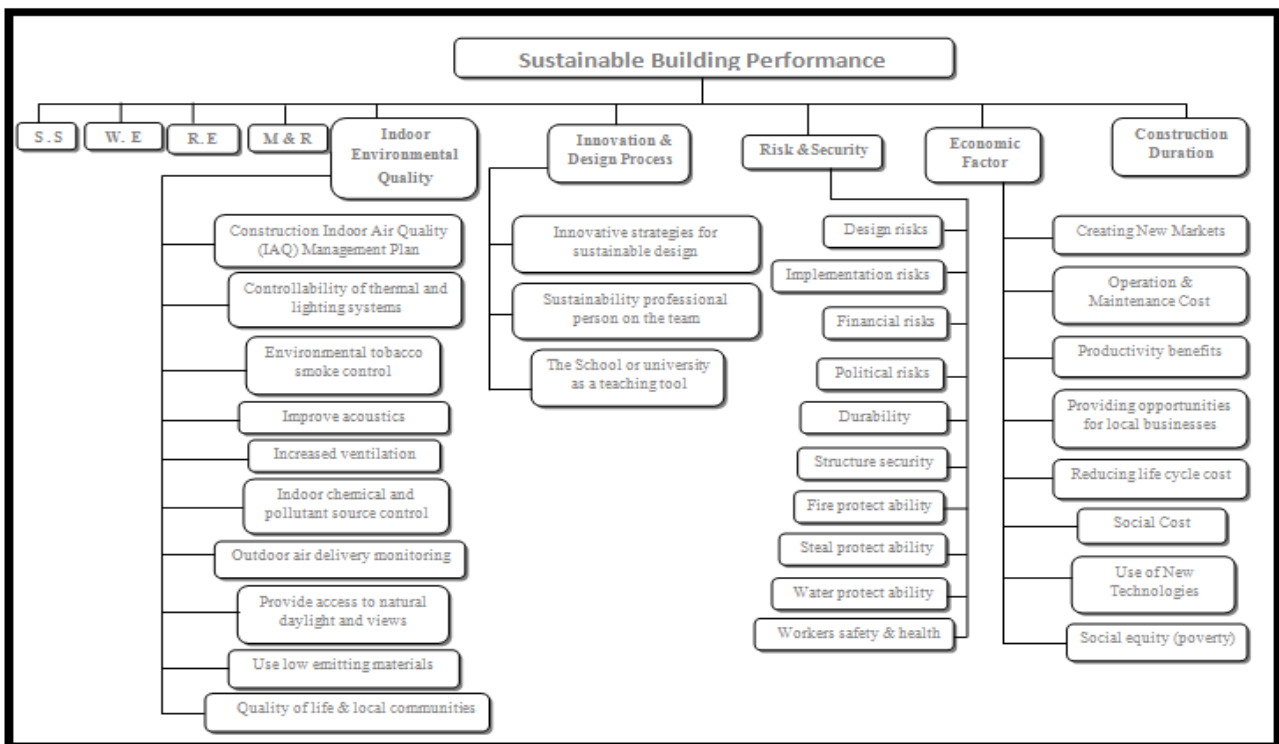 Sustainable Building Performance
S.S
W. E
R.E
M & R
Indoor
Environmental
Quality
Innovation &
Design Process
Risk & Security
Economic
Factor
Construction
Duration
Construction Indoor Air Quality
(IAQ) Management Plan
Controllability of thermal and
lighting systems
Environmental tobacco
smoke control
Improve acoustics
Increased ventilation
Indoor chemical and
pollutant source control
Outdoor air delivery monitoring
Provide access to natural
daylight and views
Use low emitting materials
Quality of life & local communities
Innovative strategies for
sustainable design
Sustainability professional
person on the team
The School or university
as a teaching tool
Design risks
Implementation risks
Financial risks
Political risks
Durability
Structure security
Fire protect ability
Steal protect ability
Water protect ability
Workers safety & health
Creating New Markets
Operation &
Maintenance Cost
Productivity benefits
Providing opportunities
for local businesses
Reducing life cycle cost
Social Cost
Use of New
Technologies
Social equity (poverty)